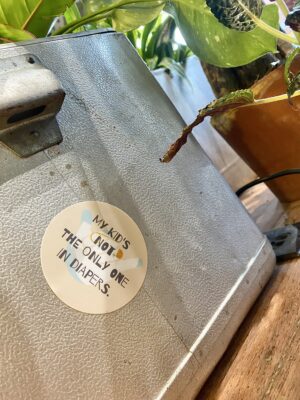 MY KID'S
NOT
THE ONLY ONE
IN DIAPERS.